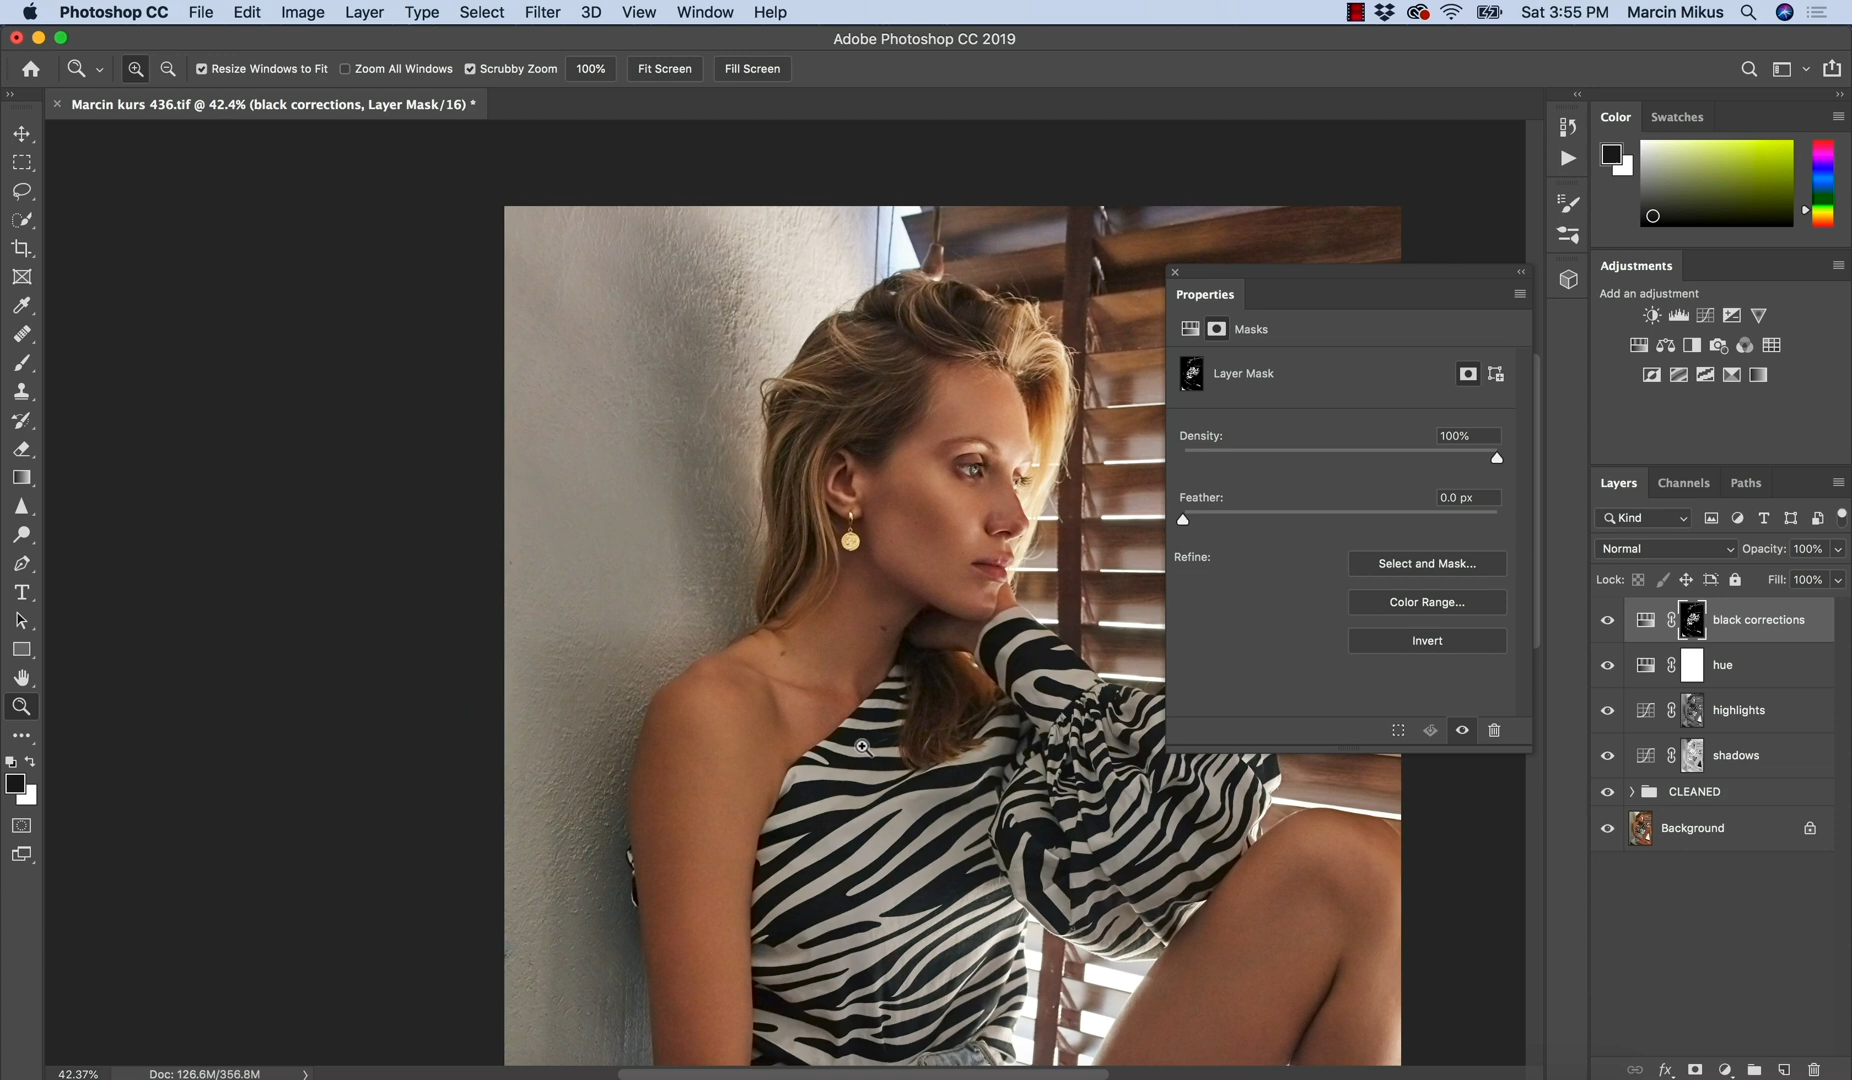 Photoshop CC File Edit Image Layer Type Select Filter 3D View Window Help Sat 3:55 PM Marcin Mikus
Adobe Photoshop CC 2019
Resize Windows to Fit Zoom All Windows Scrubby Zoom 100% Fit Screen Fill Screen
Marcin kurs 436.tif @ 42.4% (black corrections, Layer Mask/16) *
Color Swatches
Adjustments
Add an adjustment
Properties
Masks
Layer Mask
Density: 100%
Feather: 0.0 px
Refine:
Select and Mask...
Color Range...
Invert
Layers Channels Paths
Kind
Normal Opacity: 100%
Lock: Fill: 100%
black corrections
hue
highlights
shadows
CLEANED
Background
42.37% Doc: 126.6M/356.8M